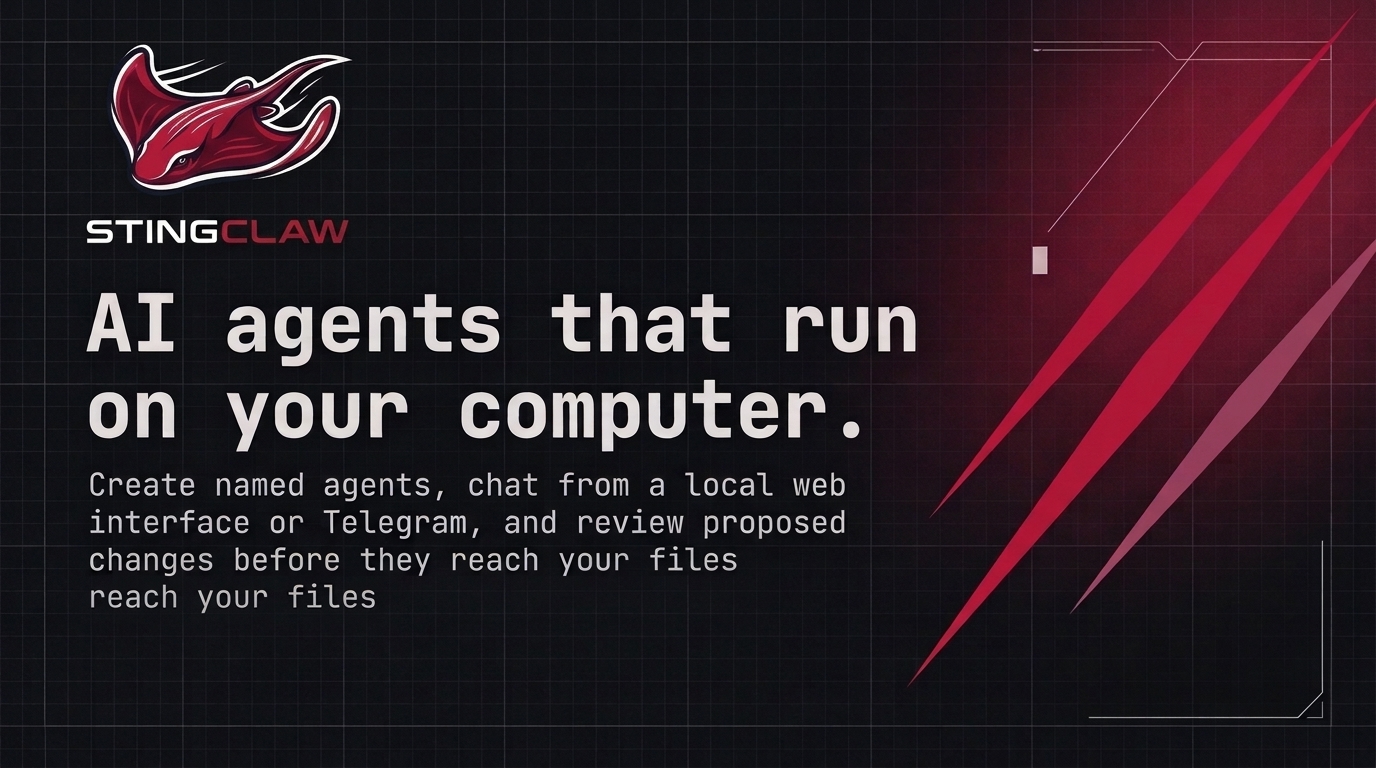 STINGCLAW
AI agents that run
on your computer.
Create named agents, chat from a local web
interface or Telegram, and review proposed
changes before they reach your files
reach your files